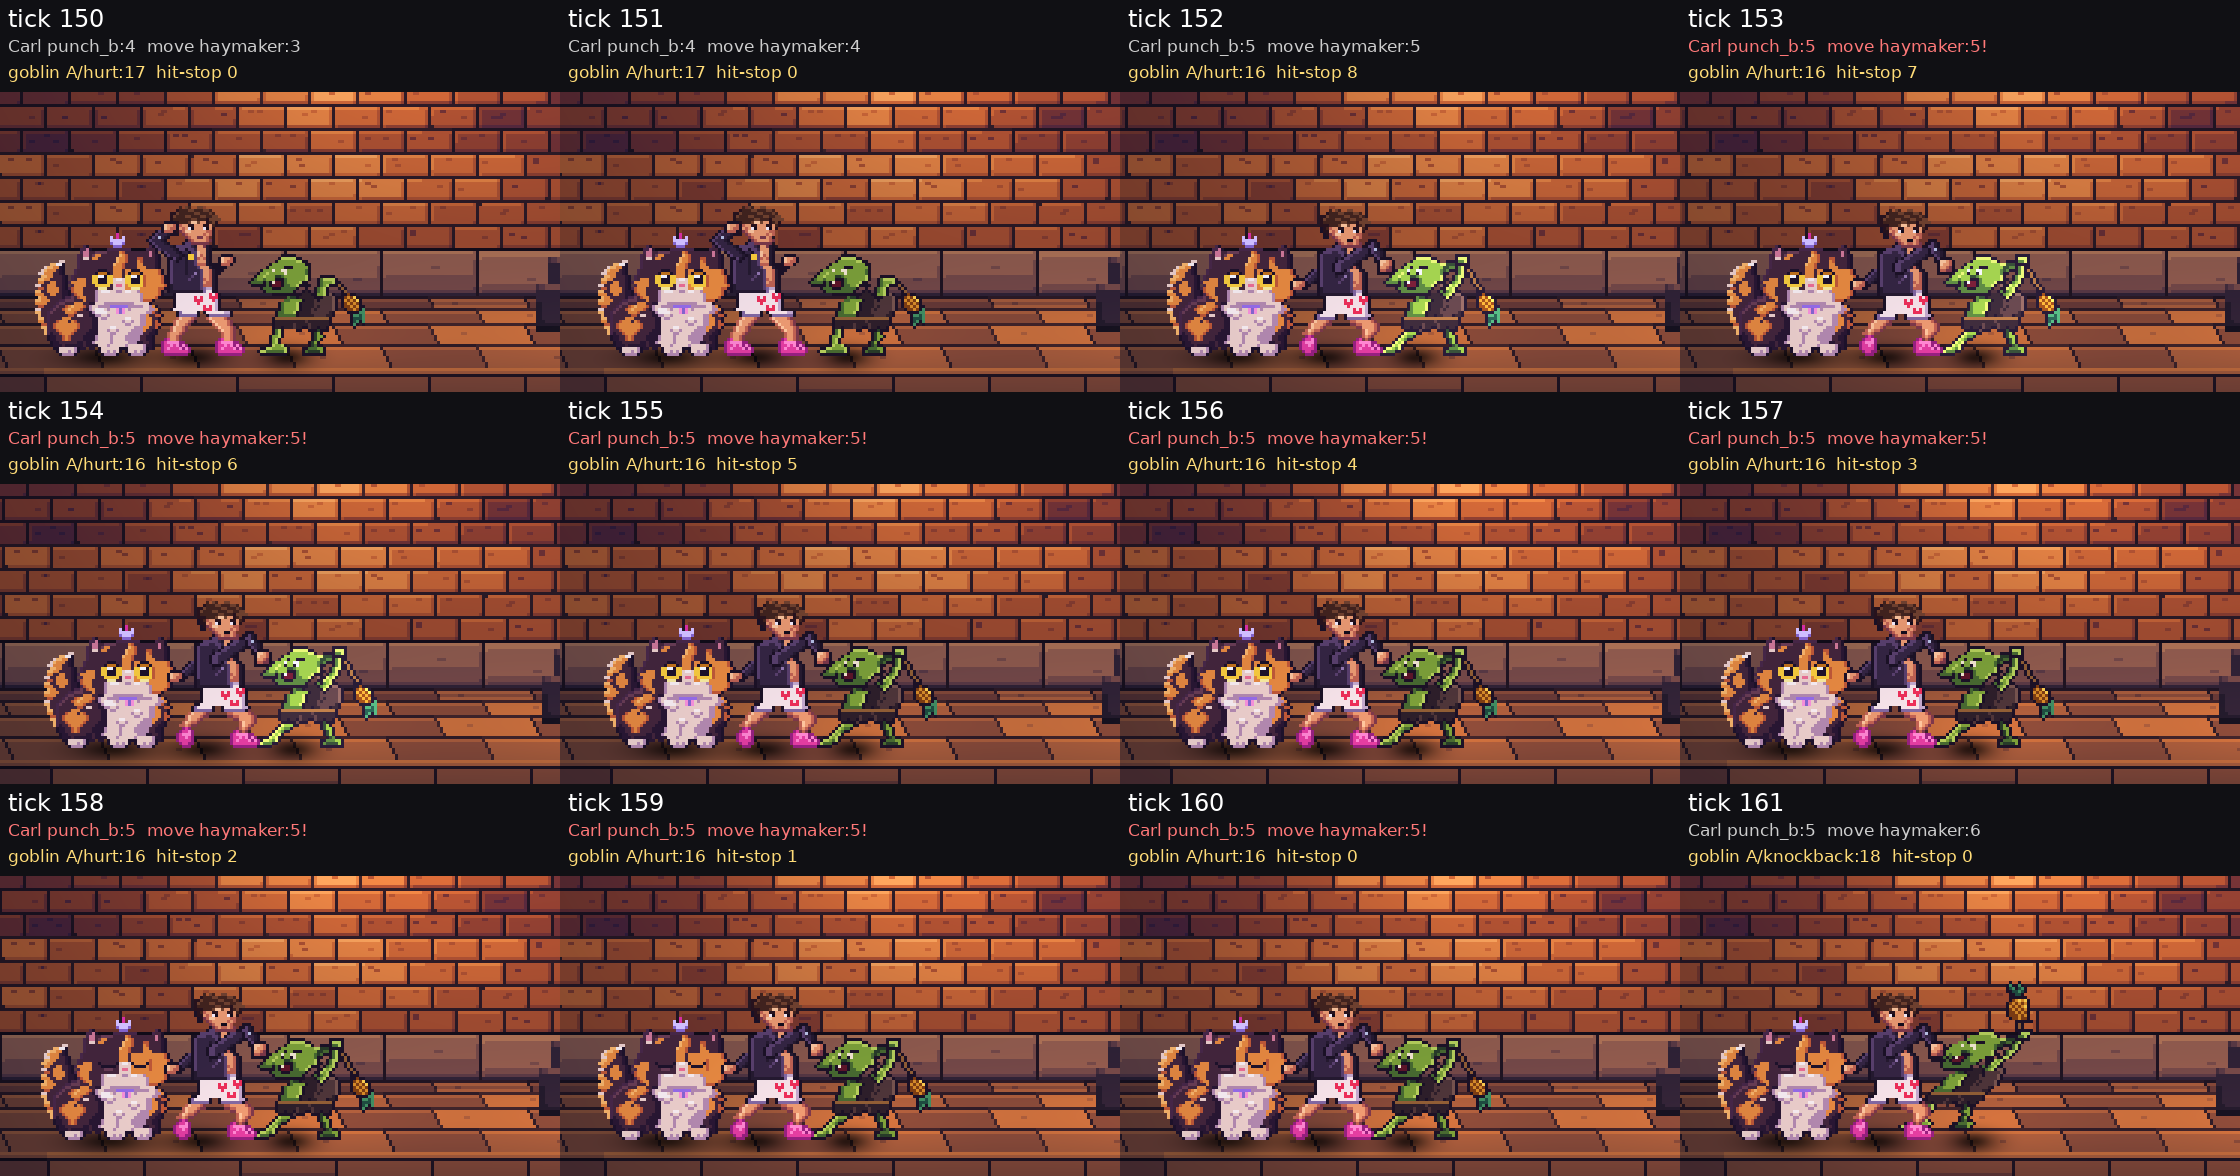 tick 150
Carl punch_b:4 move haymaker:3
goblin A/hurt:17 hit-stop 0
tick 151
Carl punch_b:4 move haymaker:4
goblin A/hurt:17 hit-stop 0
tick 152
Carl punch_b:5 move haymaker:5
goblin A/hurt:16 hit-stop 8
tick 153
Carl punch_b:5 move haymaker:5!
goblin A/hurt:16 hit-stop 7
tick 154
Carl punch_b:5 move haymaker:5!
goblin A/hurt:16 hit-stop 6
tick 155
Carl punch_b:5 move haymaker:5!
goblin A/hurt:16 hit-stop 5
tick 156
Carl punch_b:5 move haymaker:5!
goblin A/hurt:16 hit-stop 4
tick 157
Carl punch_b:5 move haymaker:5!
goblin A/hurt:16 hit-stop 3
tick 158
Carl punch_b:5 move haymaker:5!
goblin A/hurt:16 hit-stop 2
tick 159
Carl punch_b:5 move haymaker:5!
goblin A/hurt:16 hit-stop 1
tick 160
Carl punch_b:5 move haymaker:5!
goblin A/hurt:16 hit-stop 0
tick 161
Carl punch_b:5 move haymaker:6
goblin A/knockback:18 hit-stop 0